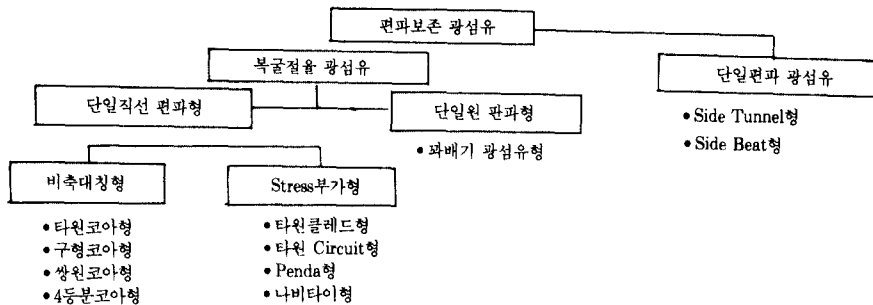 편파보존 광섬유
복굴절율 광섬유
단일편파 광섬유
단일직선 편파형
단일원 판파형
• Side Tunnel형
• Side Beat형
• 꽈배기 광섬유형
비축대칭형
Stress부가형
• 타원코아형
• 구형코아형
• 쌍원코아형
• 4등분코아형
• 타원클레드형
• 타원 Circuit형
• Penda형
• 나비타이형